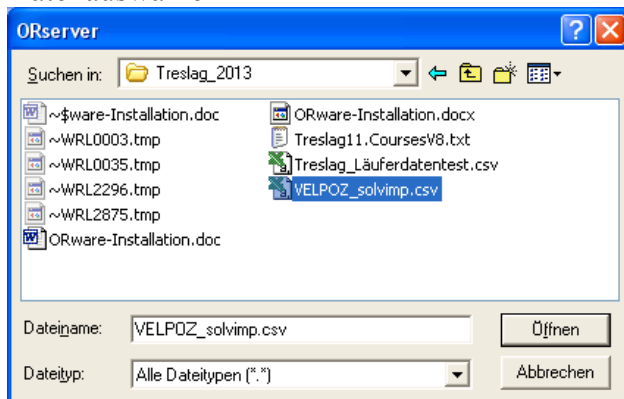 ORserver
Suchen in: Treslag_2013
~$ware-Installation.doc
~WRL0003.tmp
~WRL0035.tmp
~WRL2296.tmp
~WRL2875.tmp
ORware-Installation.doc
ORware-Installation.docx
Treslag11.CoursesV8.txt
Treslag_Läuferdatentest.csv
VELPOZ_solvimp.csv
Dateiname: VELPOZ_solvimp.csv Öffnen
Dateityp: Alle Dateitypen (*.*) Abbrechen